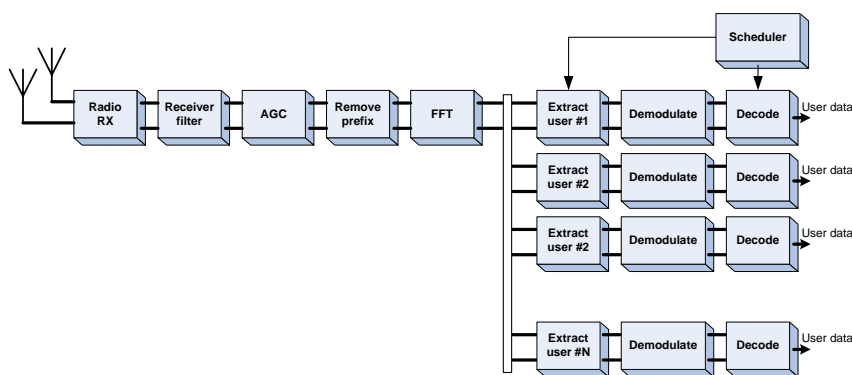 Scheduler
Radio
RX
Receiver
filter
AGC
Remove
prefix
FFT
Extract
user #1
Demodulate
Decode
User data
Extract
user #2
Demodulate
Decode
User data
Extract
user #2
Demodulate
Decode
User data
Extract
user #N
Demodulate
Decode
User data